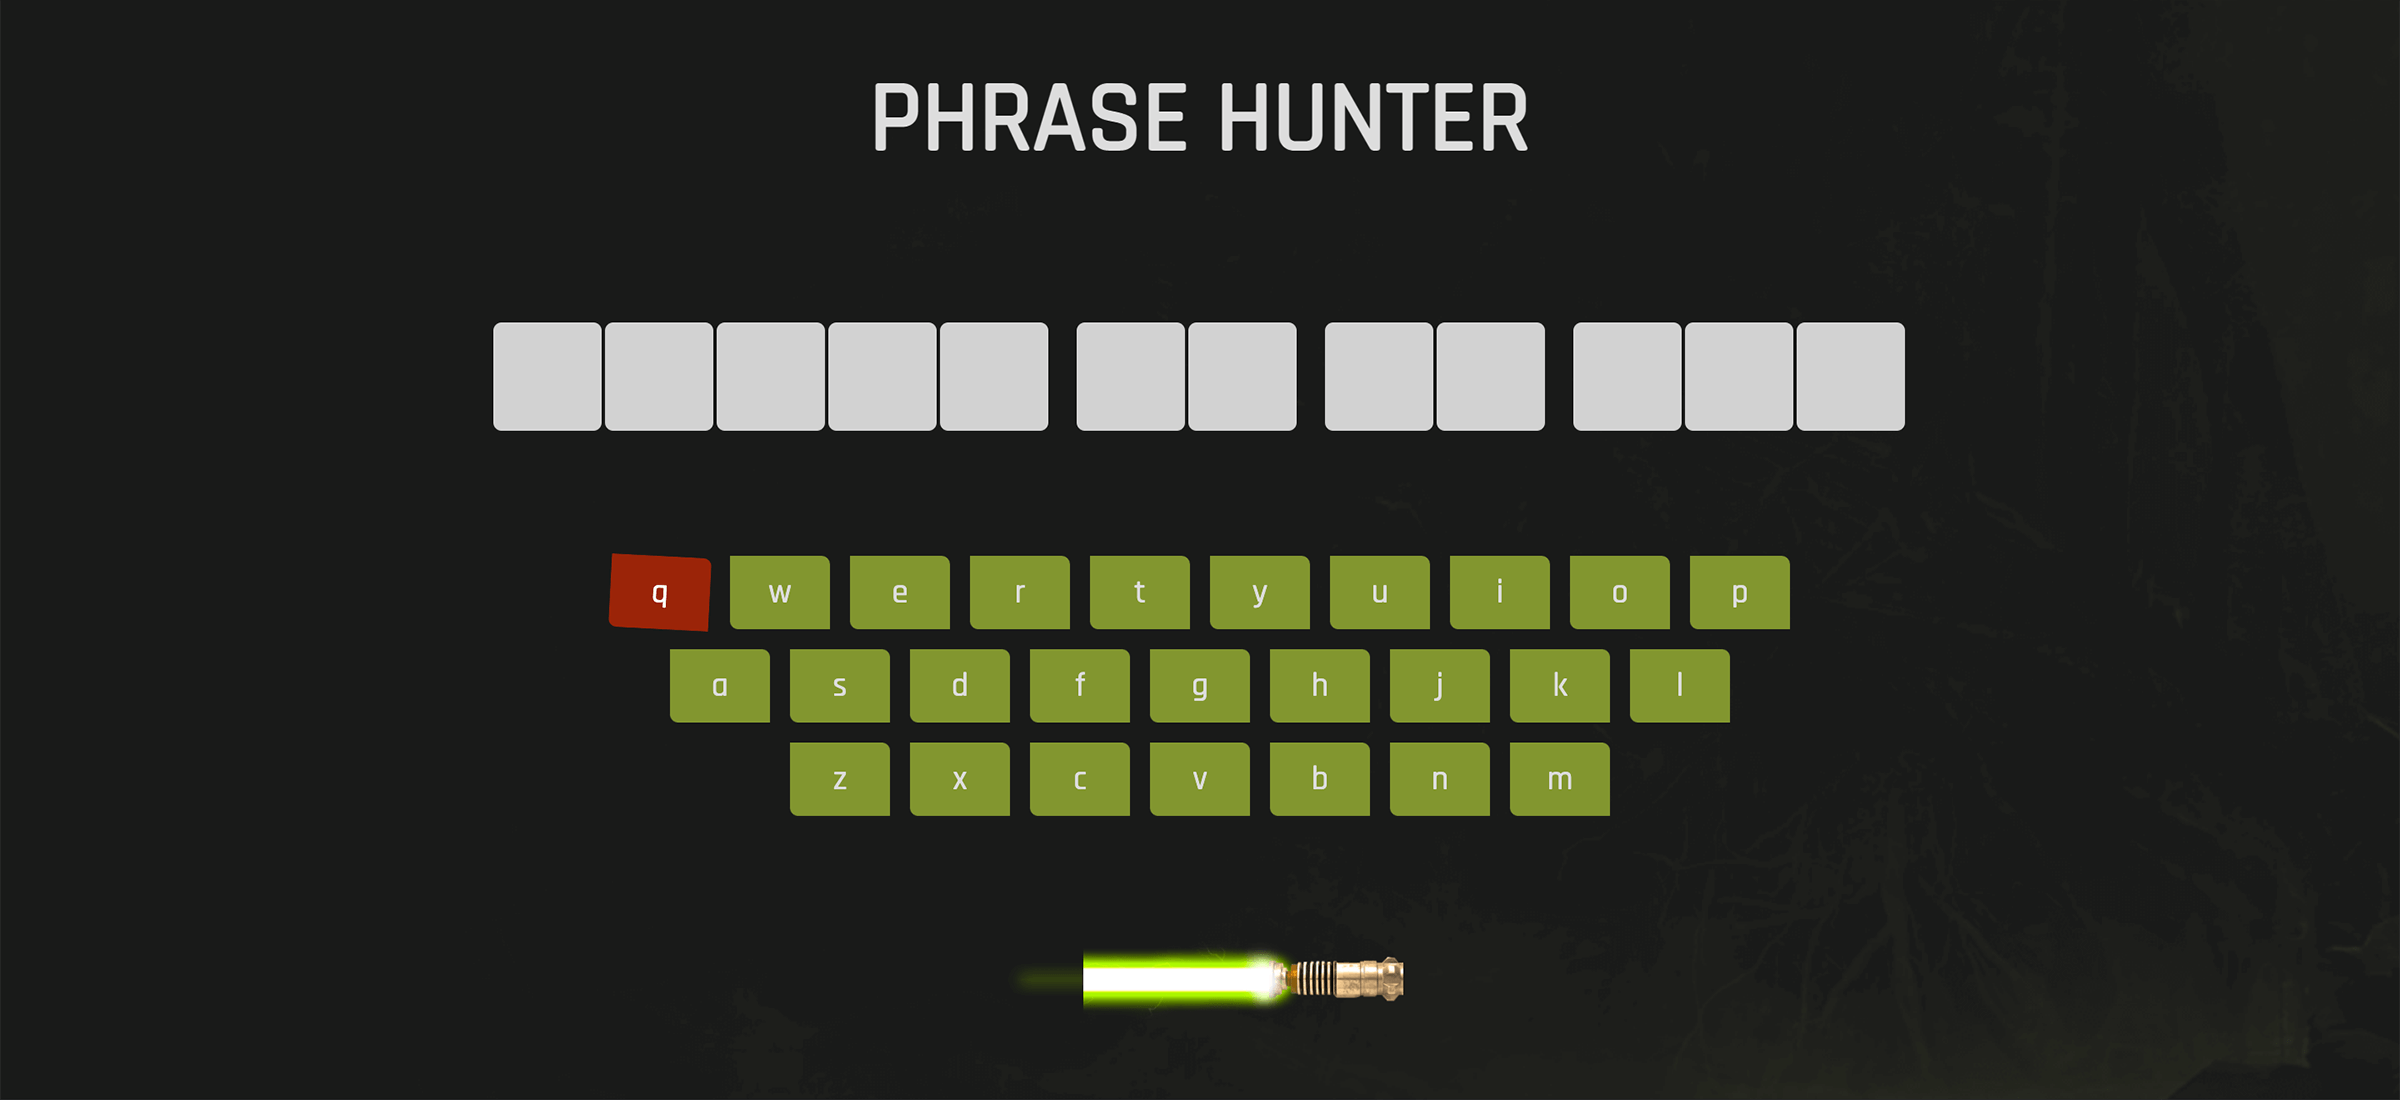 PHRASE HUNTER
q w e r t y u i o p
a s d f g h j k l
z x c v b n m